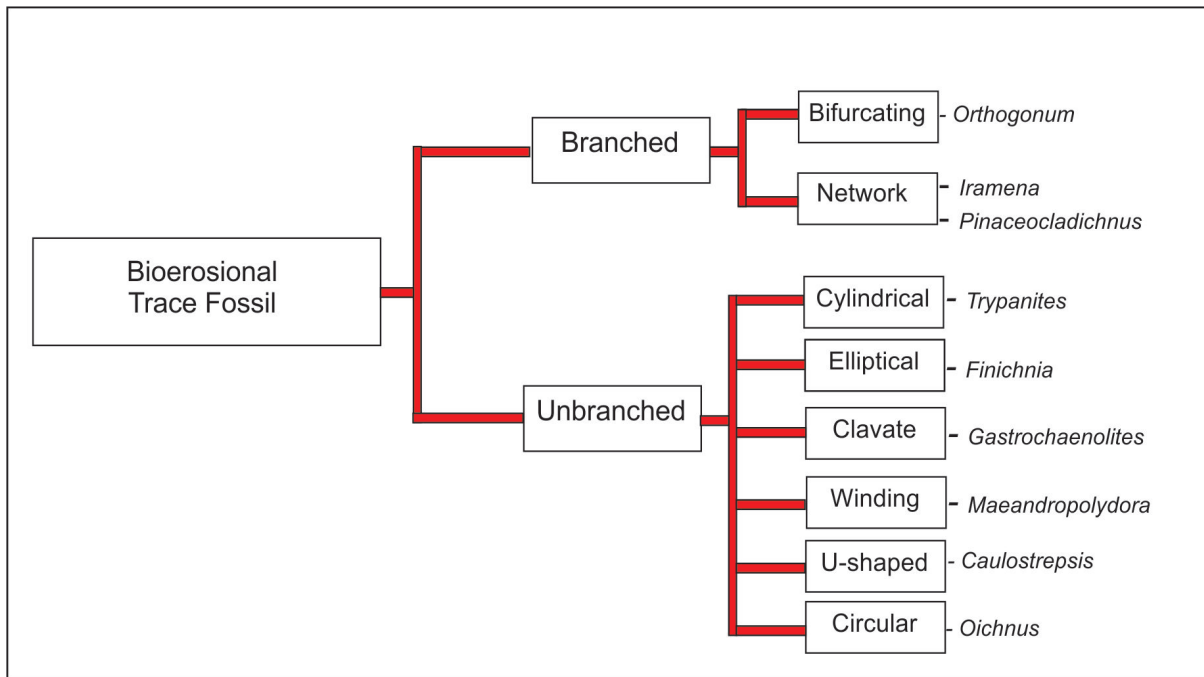 Bioerosional
Trace Fossil
Branched
Bifurcating - Orthogonum
Network - Iramena
- Pinaceocladichnus
Unbranched
Cylindrical - Trypanites
Elliptical - Finichnia
Clavate - Gastrochaenolites
Winding - Maeandropolydora
U-shaped - Caulostrepsis
Circular - Oichnus